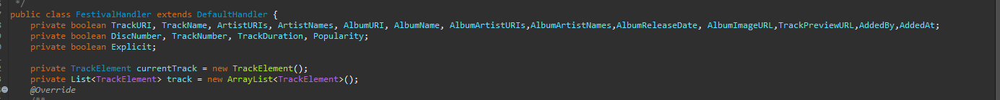 */
public class FestivalHandler extends DefaultHandler {
private boolean TrackURI, TrackName, ArtistURIs, ArtistNames, AlbumURI, AlbumName, AlbumArtistURIs,AlbumArtistNames,AlbumReleaseDate, AlbumImageURL,TrackPreviewURL,AddedBy,AddedAt;
private boolean DiscNumber, TrackNumber, TrackDuration, Popularity;
private boolean Explicit;
private TrackElement currentTrack = new TrackElement();
private List<TrackElement> track = new ArrayList<TrackElement>();
@Override
/**